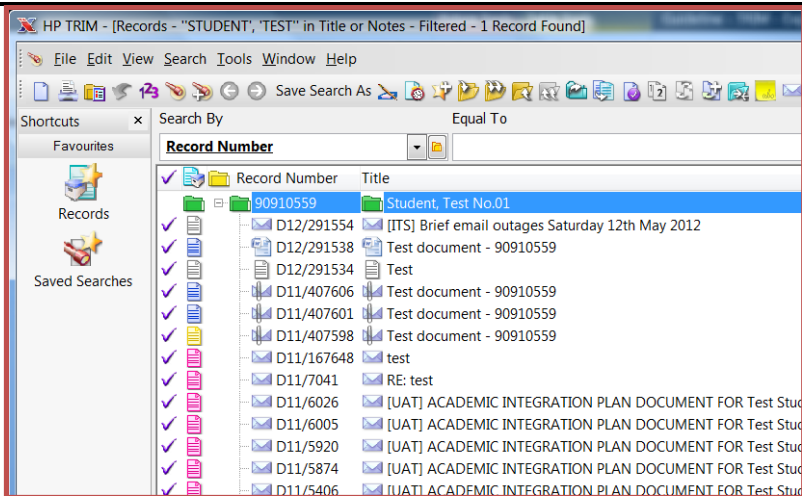 HP TRIM - [Records - "STUDENT', 'TEST" in Title or Notes - Filtered - 1 Record Found]
File Edit View Search Tools Window Help
Save Search As
Shortcuts × Search By Equal To
Favourites Record Number
Record Number Title
90910559 Student, Test No.01
Records
D12/291554 [ITS] Brief email outages Saturday 12th May 2012
D12/291538 Test document - 90910559
D12/291534 Test
Saved Searches
D11/407606 Test document - 90910559
D11/407601 Test document - 90910559
D11/407598 Test document - 90910559
D11/167648 test
D11/7041 RE: test
D11/6026 [UAT] ACADEMIC INTEGRATION PLAN DOCUMENT FOR Test Stud
D11/6005 [UAT] ACADEMIC INTEGRATION PLAN DOCUMENT FOR Test Stud
D11/5920 [UAT] ACADEMIC INTEGRATION PLAN DOCUMENT FOR Test Stud
D11/5874 [UAT] ACADEMIC INTEGRATION PLAN DOCUMENT FOR Test Stud
D11/5406 [UAT] ACADEMIC INTEGRATION PLAN DOCUMENT FOR Test Stud